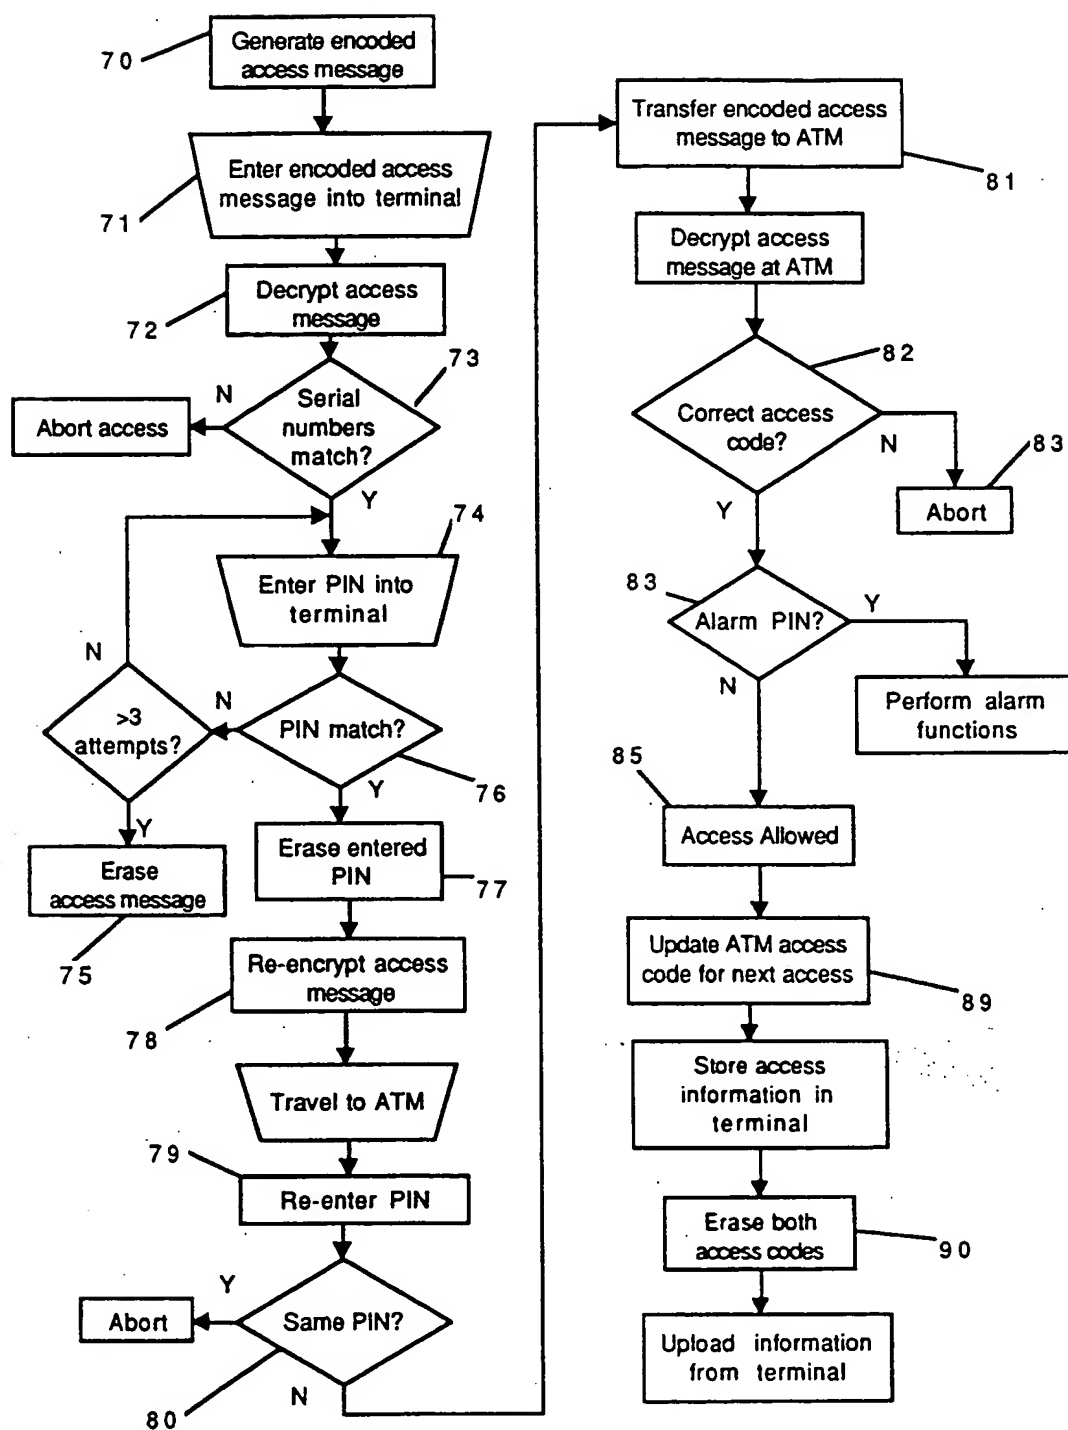 70
Generate encoded
access message
Enter encoded access
message into terminal
71
Decrypt access
message
72
73
N
Serial
numbers
match?
Abort access
Y
74
Enter PIN into
terminal
N
>3
attempts?
N
PIN match?
76
Y
Y
Erase
access message
75
Erase entered
PIN
77
Re-encrypt access
message
78
Travel to ATM
79
Re-enter PIN
Y
Abort
Same PIN?
N
80
Transfer encoded access
message to ATM
81
Decrypt access
message at ATM
82
Correct access
code?
N
83
Abort
Y
83
Alarm PIN?
Y
N
Perform alarm
functions
85
Access Allowed
Update ATM access
code for next access
89
Store access
information in
terminal
Erase both
access codes
90
Upload information
from terminal